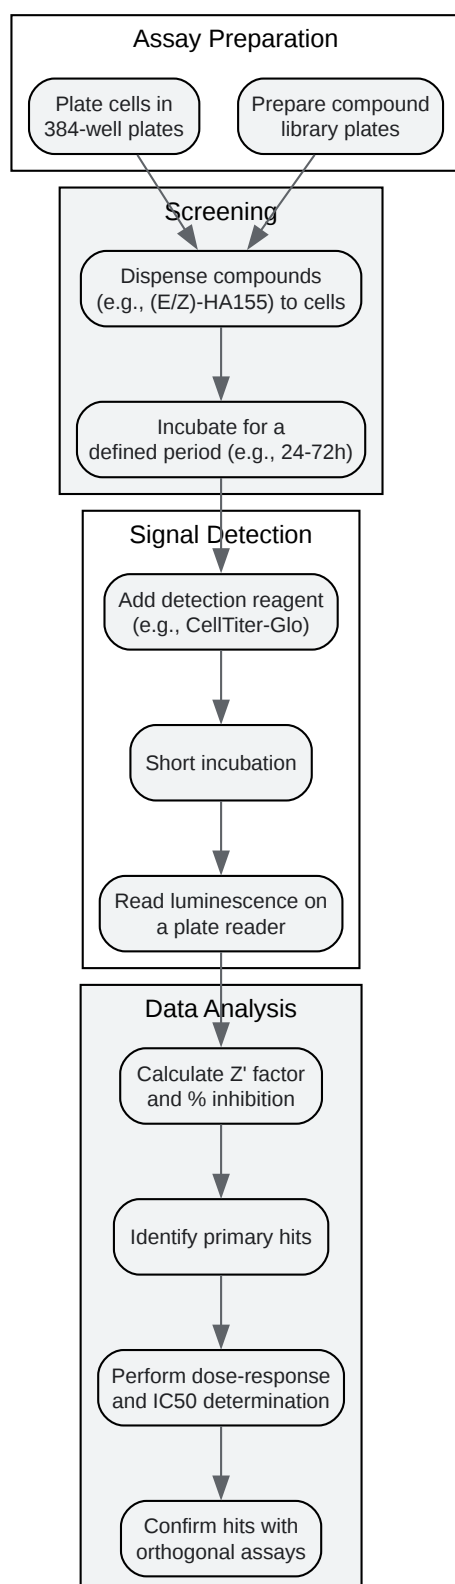 Assay Preparation
Plate cells in
384-well plates
Prepare compound
library plates
Screening
Dispense compounds
(e.g., (E/Z)-HA155) to cells
Incubate for a
defined period (e.g., 24-72h)
Signal Detection
Add detection reagent
(e.g., CellTiter-Glo)
Short incubation
Read luminescence on
a plate reader
Data Analysis
Calculate Z' factor
and % inhibition
Identify primary hits
Perform dose-response
and IC50 determination
Confirm hits with
orthogonal assays